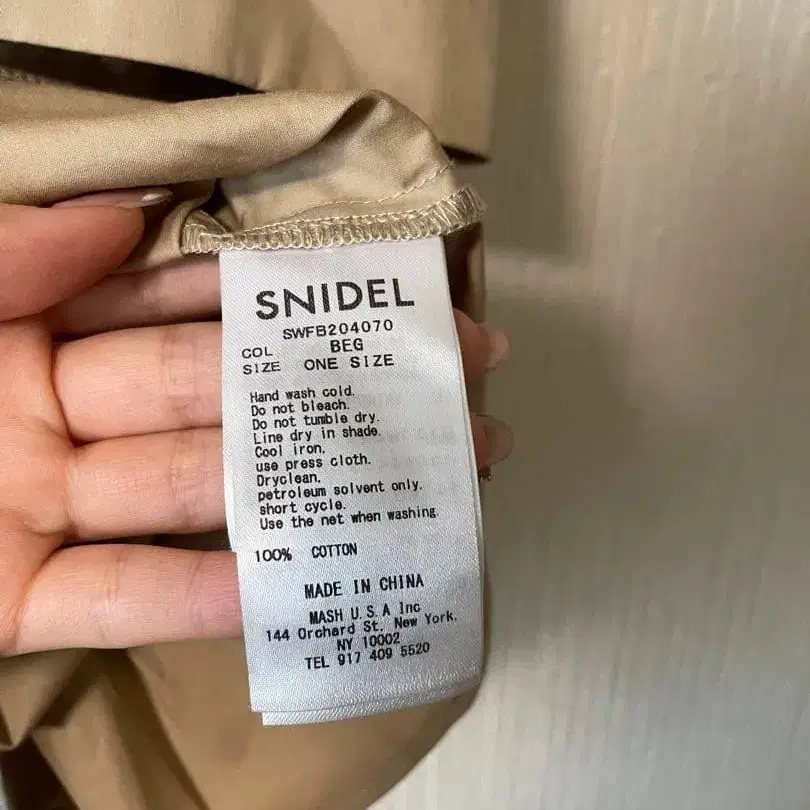 SNIDEL
SWFB204070
COL BEG
SIZE ONE SIZE
Hand wash cold.
Do not bleach.
Do not tumble dry.
Line dry in shade.
Cool iron.
use press cloth.
Dryclean.
petroleum solvent only.
short cycle.
Use the net when washing
100% COTTON
MADE IN CHINA
MASH U.S.A Inc
144 Orchard St. New York.
NY 10002
TEL 917 409 5520